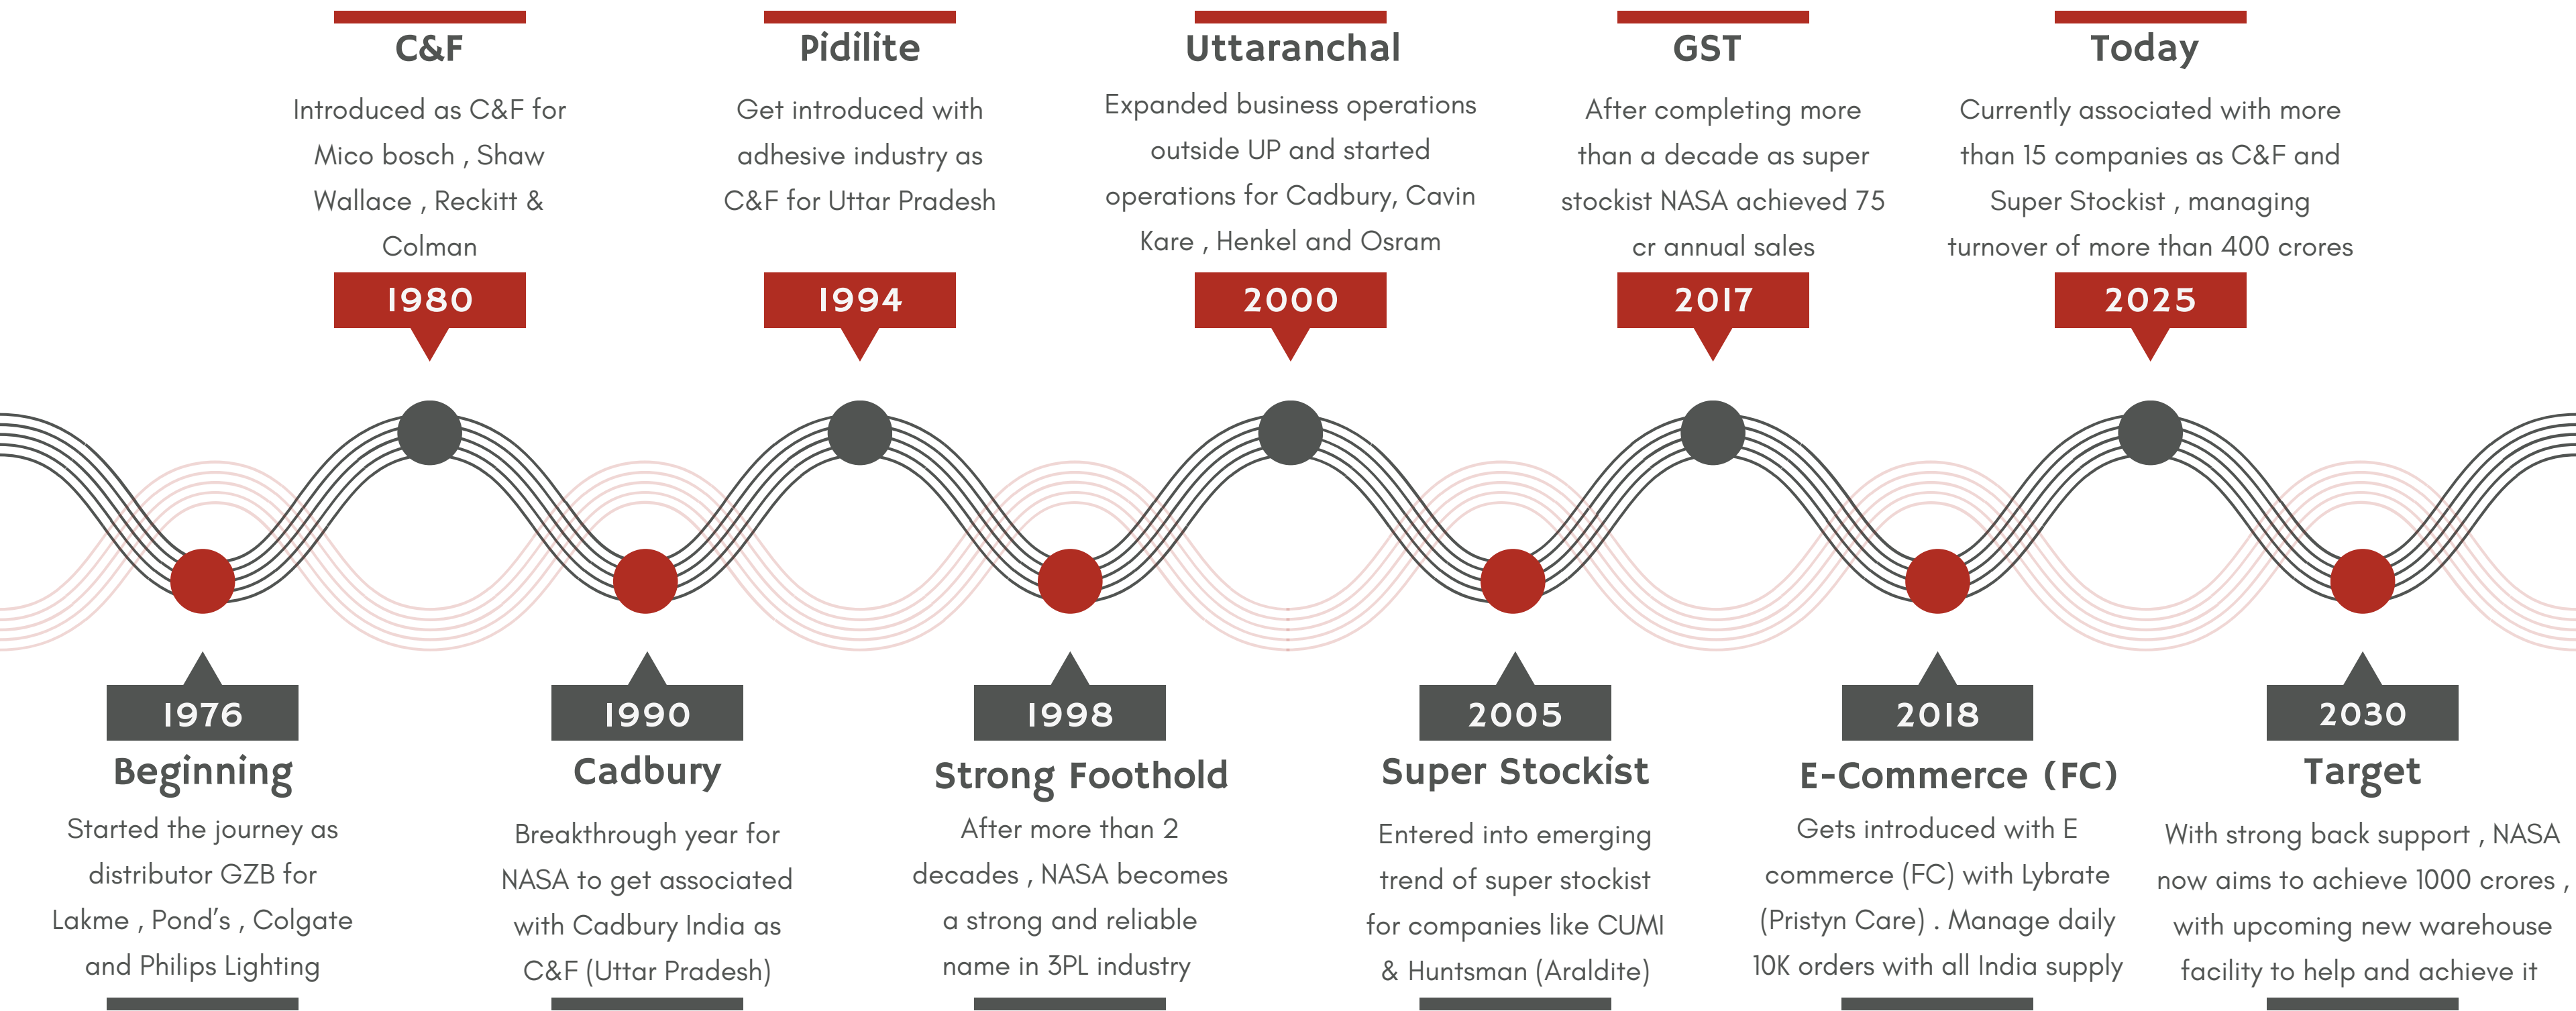 C&F
Introduced as C&F for
Mico bosch , Shaw
Wallace , Reckitt &
Colman
1980
Pidilite
Get introduced with
adhesive industry as
C&F for Uttar Pradesh
1994
Uttaranchal
Expanded business operations
outside UP and started
operations for Cadbury, Cavin
Kare , Henkel and Osram
2000
GST
After completing more
than a decade as super
stockist NASA achieved 75
cr annual sales
2017
Today
Currently associated with more
than 15 companies as C&F and
Super Stockist , managing
turnover of more than 400 crores
2025
1976
Beginning
Started the journey as
distributor GZB for
Lakme , Pond's , Colgate
and Philips Lighting
1990
Cadbury
Breakthrough year for
NASA to get associated
with Cadbury India as
C&F (Uttar Pradesh)
1998
Strong Foothold
After more than 2
decades , NASA becomes
a strong and reliable
name in 3PL industry
2005
Super Stockist
Entered into emerging
trend of super stockist
for companies like CUMI
& Huntsman (Araldite)
2018
E-Commerce (FC)
Gets introduced with E
commerce (FC) with Lybrate
(Pristyn Care) . Manage daily
10K orders with all India supply
2030
Target
With strong back support , NASA
now aims to achieve 1000 crores ,
with upcoming new warehouse
facility to help and achieve it